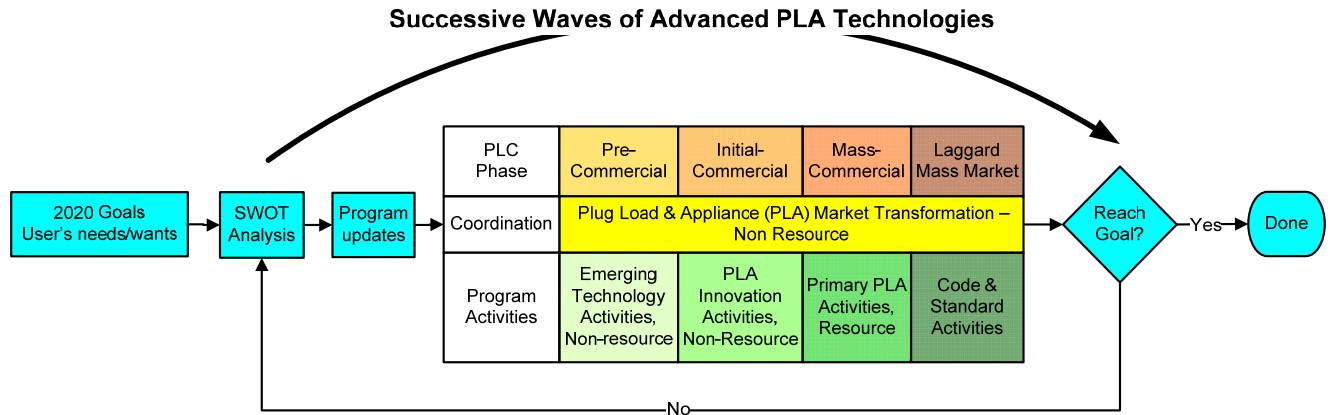 Successive Waves of Advanced PLA Technologies
2020 Goals
User's needs/wants
SWOT
Analysis
Program
updates
PLC
Phase
Pre–
Commercial
Initial–
Commercial
Mass–
Commercial
Laggard
Mass Market
Coordination
Plug Load & Appliance (PLA) Market Transformation –
Non Resource
Program
Activities
Emerging
Technology
Activities,
Non–resource
PLA
Innovation
Activities,
Non–Resource
Primary PLA
Activities,
Resource
Code &
Standard
Activities
Reach
Goal?
Yes
Done
No